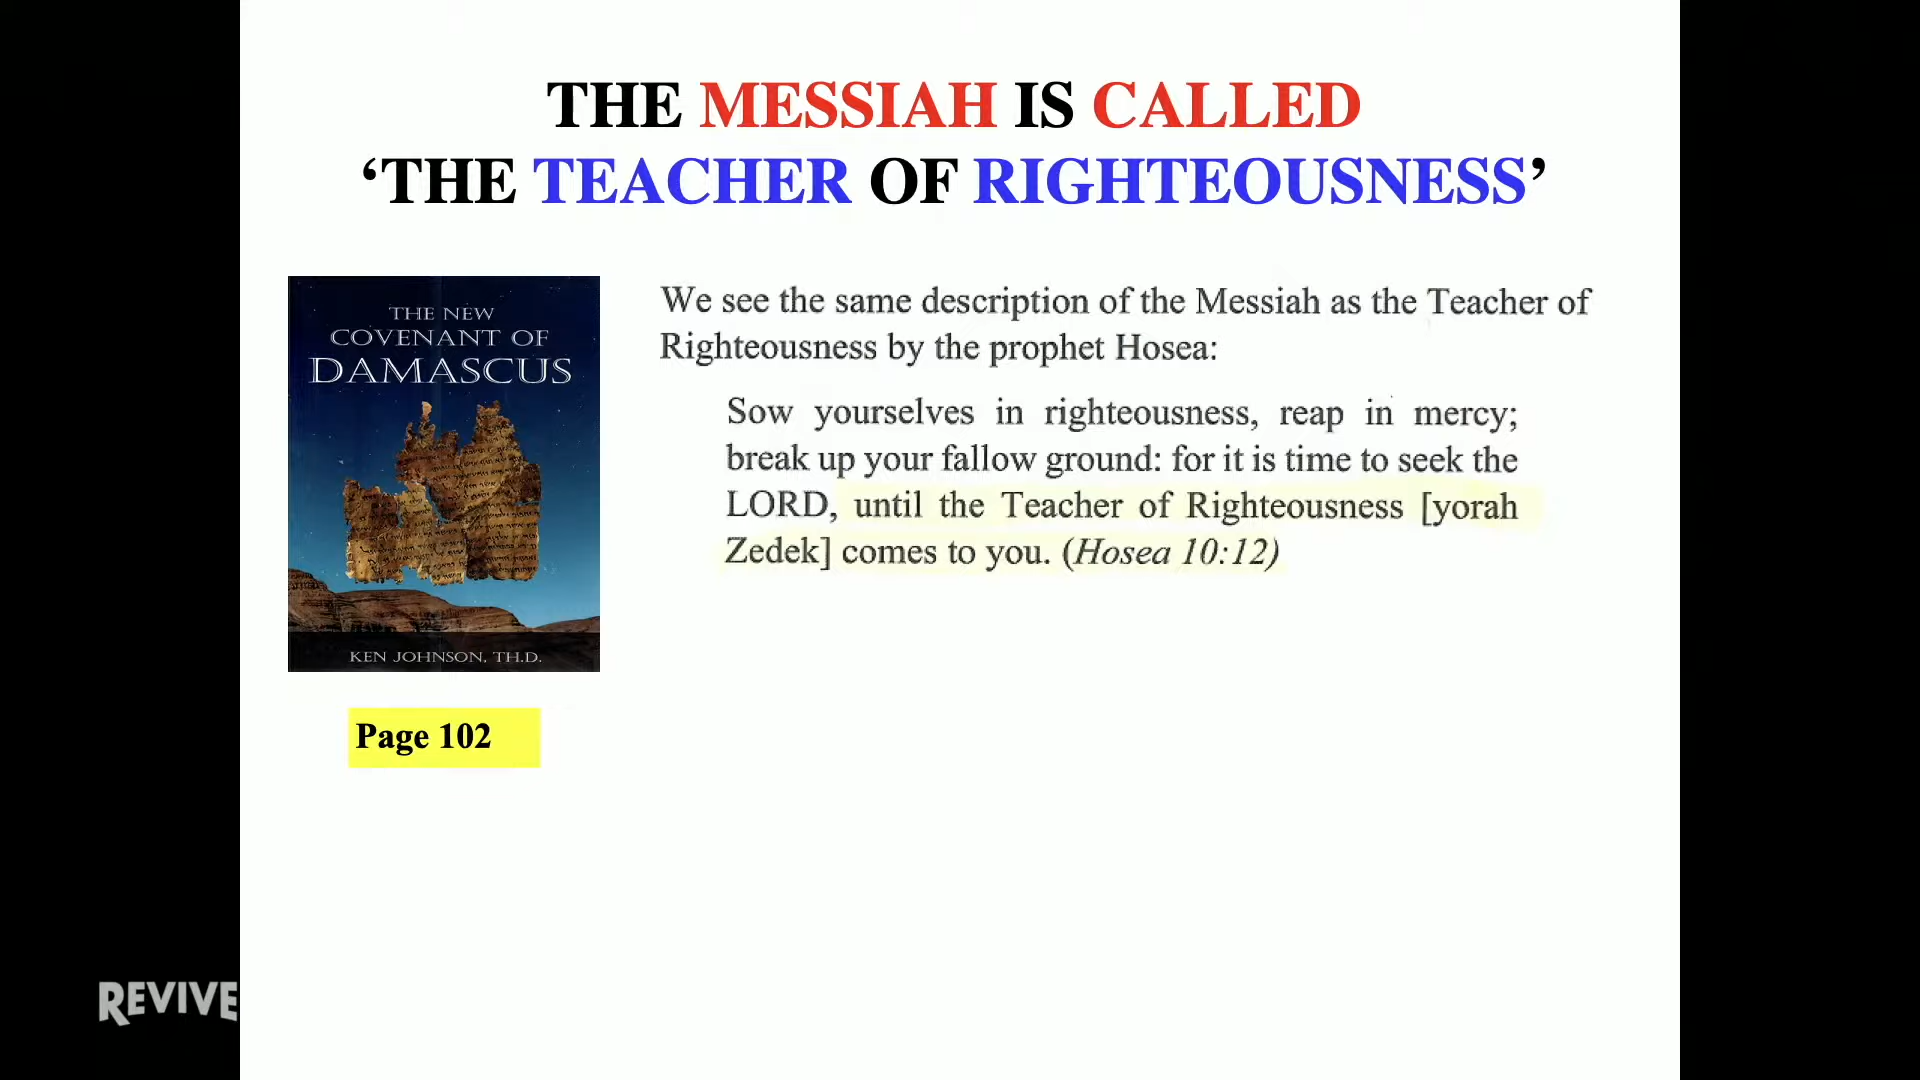 THE MESSIAH IS CALLED
‘THE TEACHER OF RIGHTEOUSNESS’
THE NEW
COVENANT OF
DAMASCUS
KEN JOHNSON, TH.D.
Page 102
We see the same description of the Messiah as the Teacher of
Righteousness by the prophet Hosea:
Sow yourselves in righteousness, reap in mercy;
break up your fallow ground: for it is time to seek the
LORD, until the Teacher of Righteousness [yorah
Zedek] comes to you. (Hosea 10:12)
REVIVE